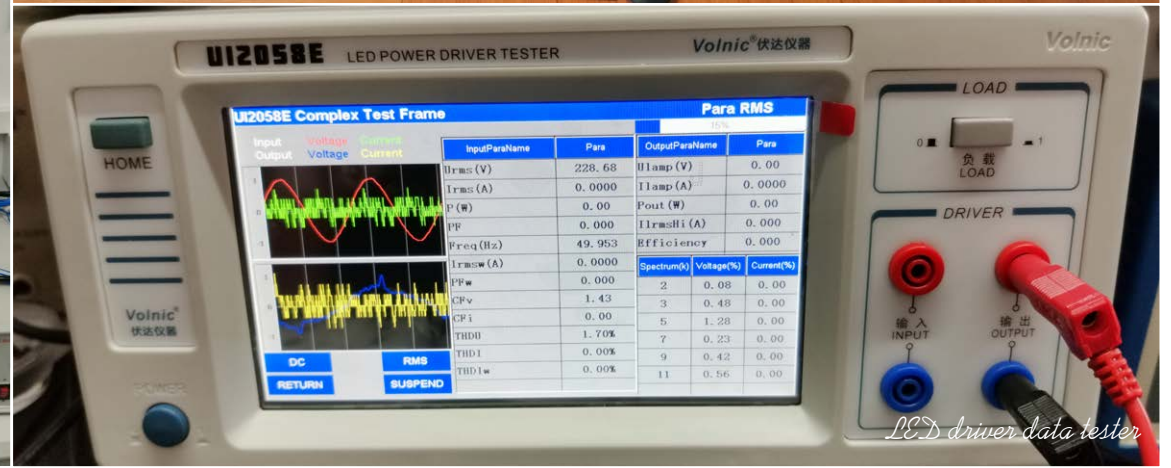 UI2058E LED POWER DRIVER TESTER Volnic®伏达仪器
Volnic
HOME
Volnic®
伏达仪器
POWER
UI2058E Complex Test Frame Para RMS
15%
Input Voltage Current
Output Voltage Current
InputParaName Para
Urms(V) 228.68
Irms(A) 0.0000
P(W) 0.00
PF 0.000
Freq(Hz) 49.953
Irmsw(A) 0.0000
PFw 0.000
CFv 1.43
CFi 0.00
THDU 1.70%
THDI 0.00%
THDIw 0.00%
OutputParaName Para
Ulamp(V) 0.00
Ilamp(A) 0.0000
Pout(W) 0.00
IlrmsHi(A) 0.000
Efficiency 0.000
Spectrum(k) Voltage(%) Current(%)
2 0.08 0.00
3 0.48 0.00
5 1.28 0.00
7 0.23 0.00
9 0.42 0.00
11 0.56 0.00
DC RMS
RETURN SUSPEND
LOAD
0 1
负载
LOAD
DRIVER
输入
INPUT
输出
OUTPUT
LED driver data tester